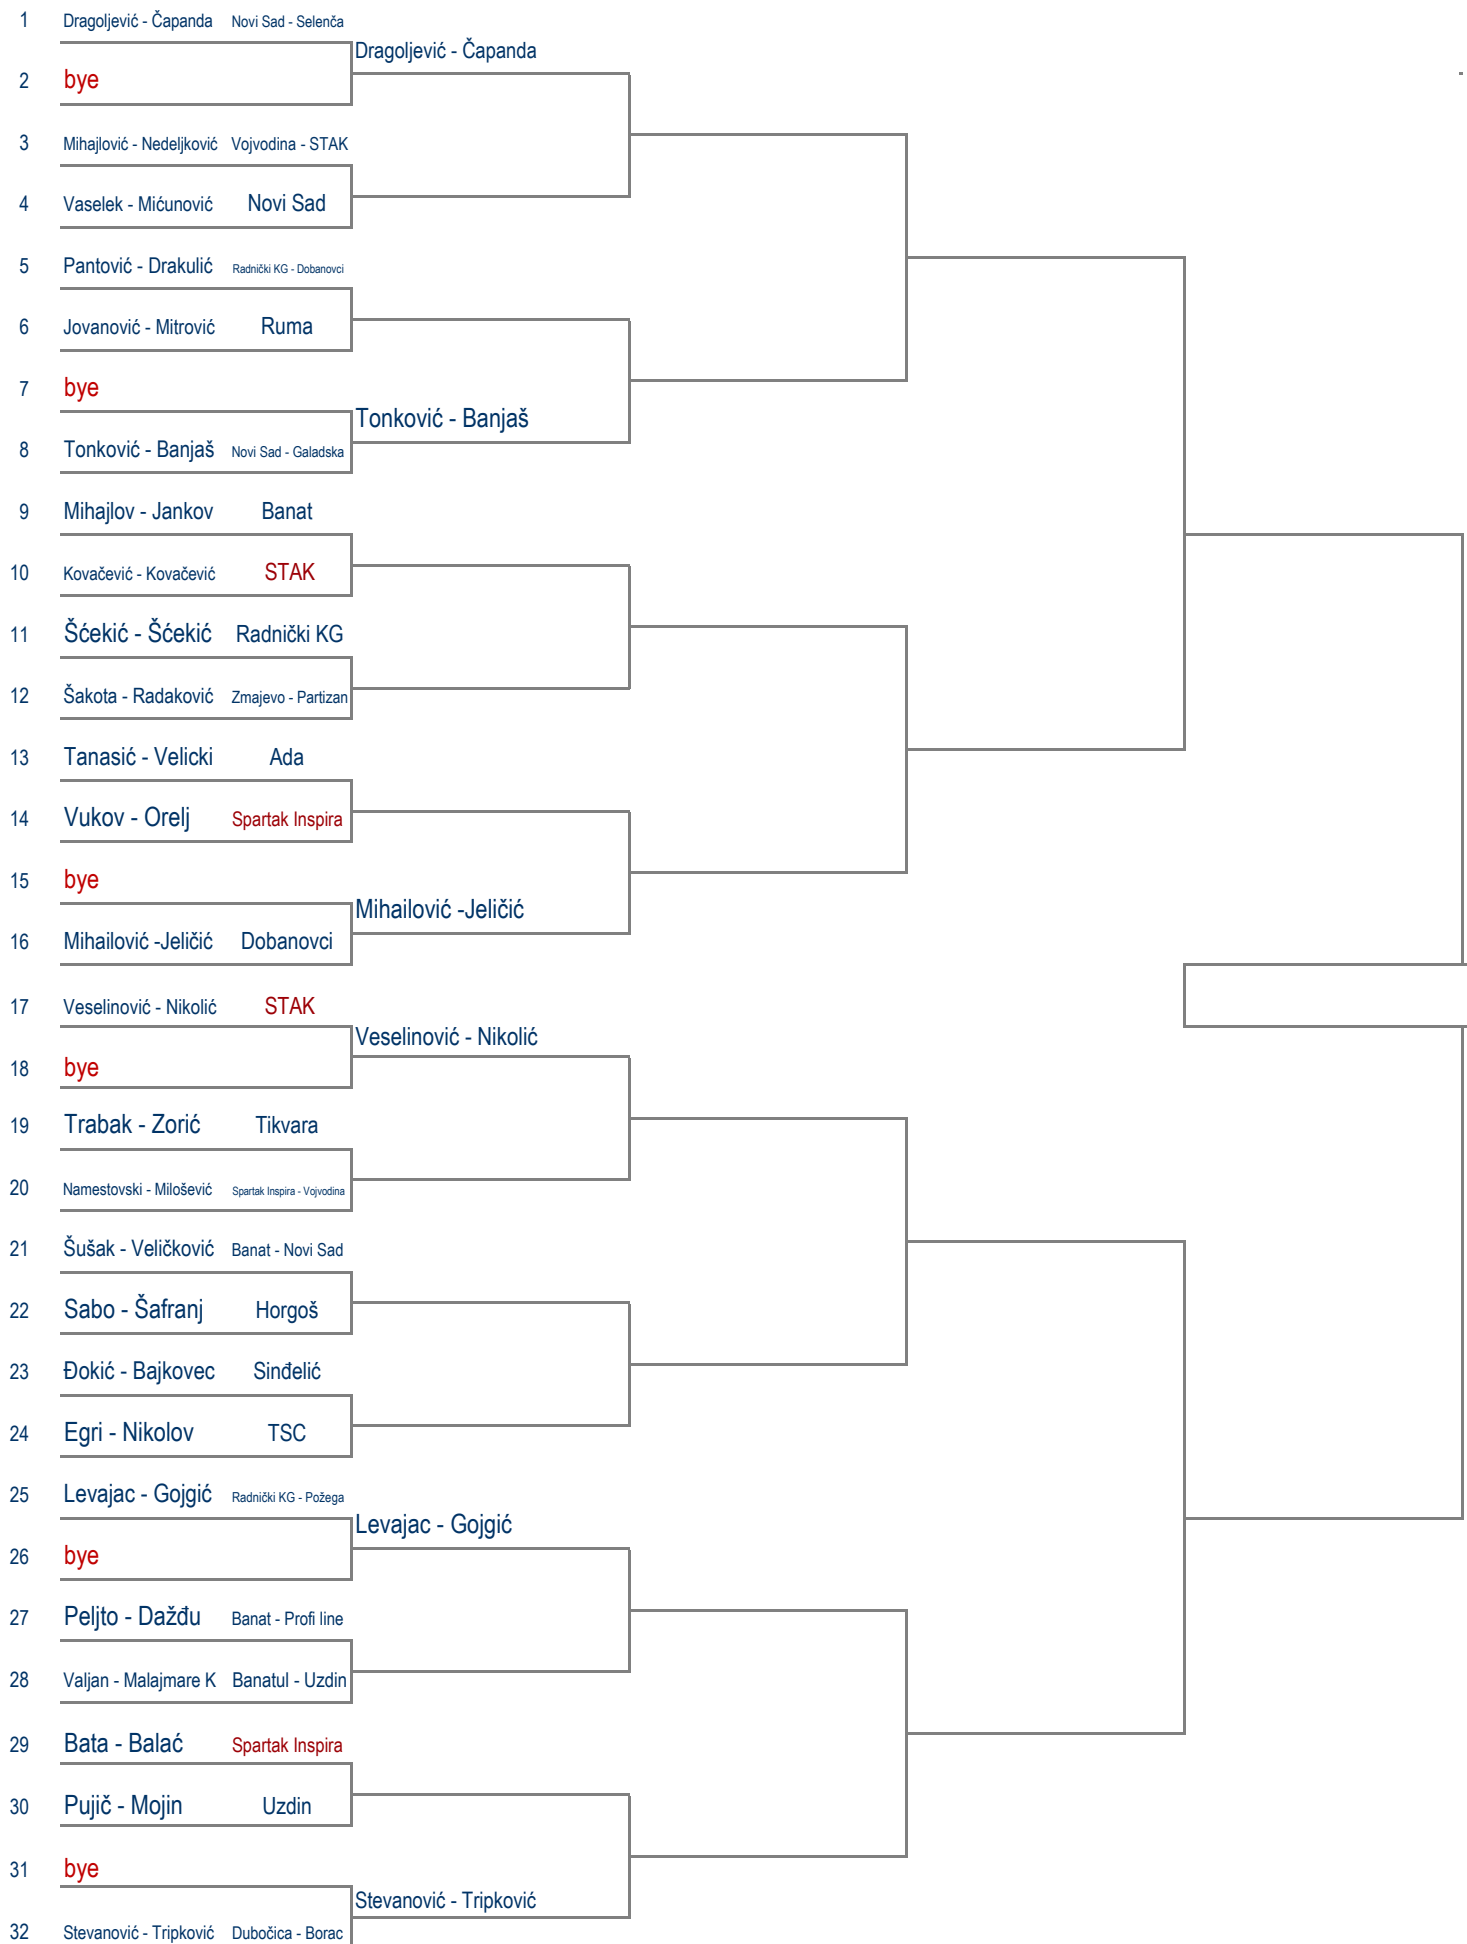 1 Dragoljević - Čapanda Novi Sad - Selenča
Dragoljević - Čapanda
2 bye
3 Mihajlović - Nedeljković Vojvodina - STAK
4 Vaselek - Mićunović Novi Sad
5 Pantović - Drakulić Radnički KG - Dobanovci
6 Jovanović - Mitrović Ruma
7 bye
Tonković - Banjaš
8 Tonković - Banjaš Novi Sad - Galadska
9 Mihajlov - Jankov Banat
10 Kovačević - Kovačević STAK
11 Šćekić - Šćekić Radnički KG
12 Šakota - Radaković Zmajevo - Partizan
13 Tanasić - Velicki Ada
14 Vukov - Orelj Spartak Inspira
15 bye
Mihailović -Jeličić
16 Mihailović -Jeličić Dobanovci
17 Veselinović - Nikolić STAK
Veselinović - Nikolić
18 bye
19 Trabak - Zorić Tikvara
20 Namestovski - Milošević Spartak Inspira - Vojvodina
21 Šušak - Veličković Banat - Novi Sad
22 Sabo - Šafranj Horgoš
23 Đokić - Bajkovec Sinđelić
24 Egri - Nikolov TSC
25 Levajac - Gojgić Radnički KG - Požega
Levajac - Gojgić
26 bye
27 Peljto - Dažđu Banat - Profi line
28 Valjan - Malajmare K Banatul - Uzdin
29 Bata - Balać Spartak Inspira
30 Pujič - Mojin Uzdin
31 bye
Stevanović - Tripković
32 Stevanović - Tripković Dubočica - Borac